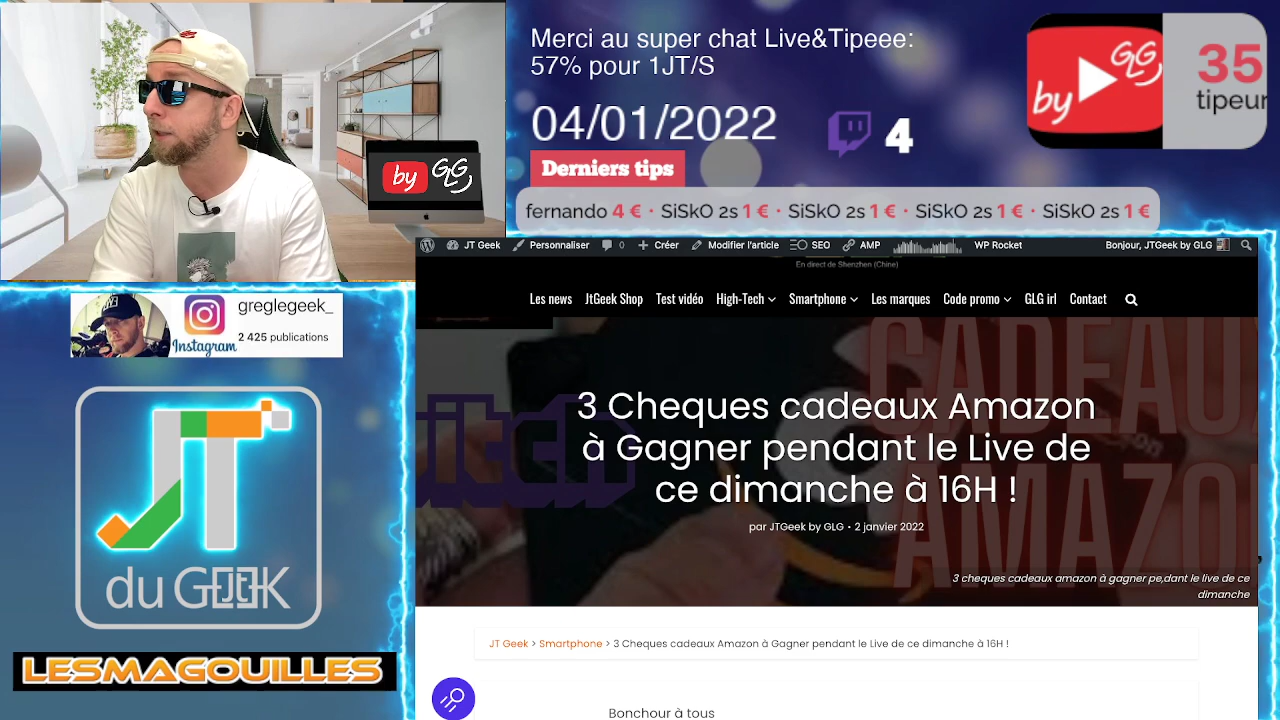 Merci au super chat Live&Tipeee:
57% pour 1JT/S
04/01/2022
4
by GLG
35
tipeur
Derniers tips
fernando 4 € · SiSkO 2s 1 € · SiSkO 2s 1 € · SiSkO 2s 1 € · SiSkO 2s 1 €
by GLG
JT Geek Personnaliser 0 Créer Modifier l'article SEO AMP WP Rocket Bonjour, JTGeek by GLG
En direct de Shenzhen (Chine)
Les news JtGeek Shop Test vidéo High-Tech Smartphone Les marques Code promo GLG irl Contact
greglegeek_
2 425 publications
Instagram
JT
du GEEK
LESMAGOUILLES
CADEAUX
AMAZON
itch
3 Cheques cadeaux Amazon
à Gagner pendant le Live de
ce dimanche à 16H !
par JTGeek by GLG • 2 janvier 2022
3 cheques cadeaux amazon à gagner pe,dant le live de ce
dimanche
JT Geek > Smartphone > 3 Cheques cadeaux Amazon à Gagner pendant le Live de ce dimanche à 16H !
Bonchour à tous